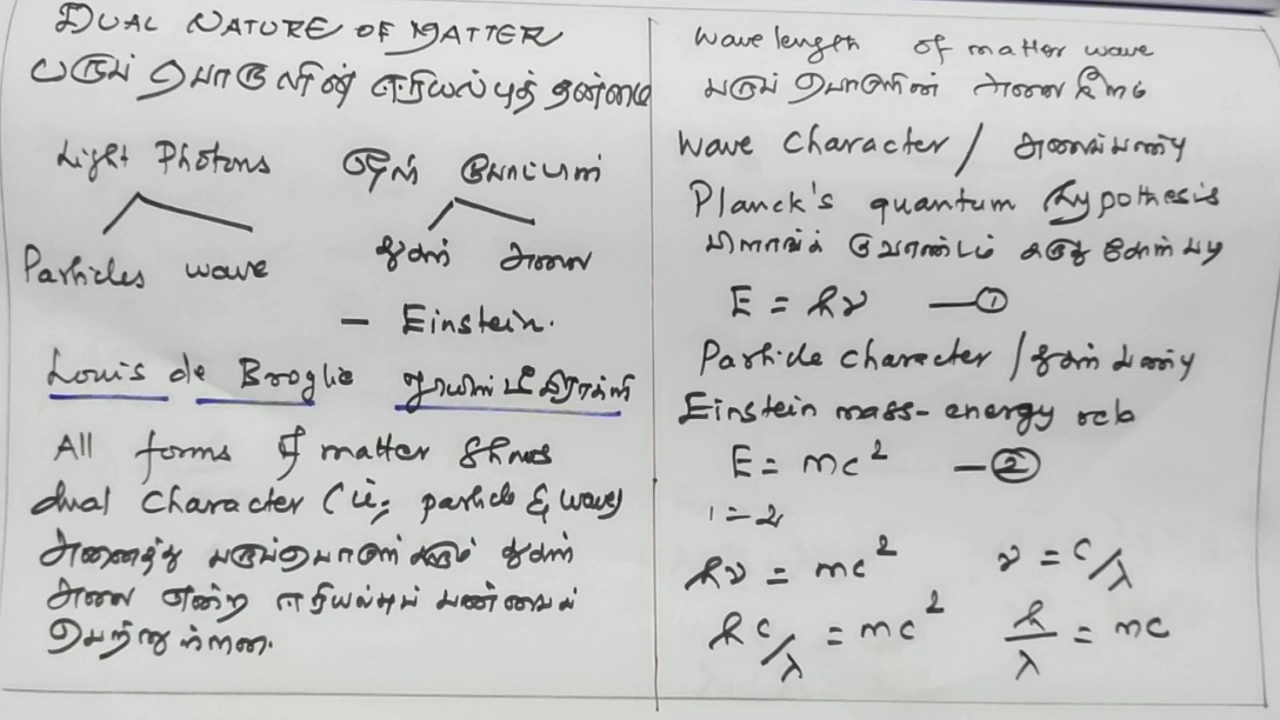 DUAL NATURE OF MATTER
பருப் பொருளின் ஈரியல்புத் தன்மை
Light Photons ஒளி போட்டான்
Particles wave துகள் அலை
– Einstein.
Louis de Broglie லூயிஸ் டி பிராக்ளி
All forms of matter shows
dual Character (ie; particle & wave)
அனைத்து பருப்பொருள்களும் துகள்
அலை என்ற ஈரியல்புப் பண்பைப்
பெற்றுள்ளன.
Wavelength of matter wave
பருப் பொருளின் அலை நீளம்
Wave Character / அலைப்பண்பு
Planck's quantum Hypothesis
பிளாங்க் குவாண்டம் கருதுகோள் படி
E = hν —①
Particle character / துகள் பண்பு
Einstein mass-energy
E = mc² —②
1 = 2
hν = mc² ν = c/λ
hc/λ = mc² h/λ = mc